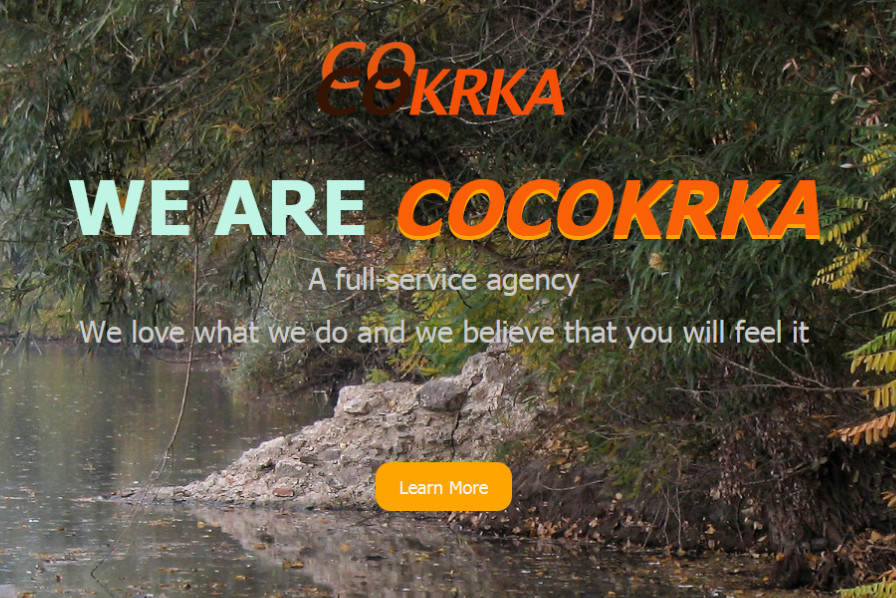 COCOKRKA
WE ARE COCOKRKA
A full-service agency
We love what we do and we believe that you will feel it
Learn More